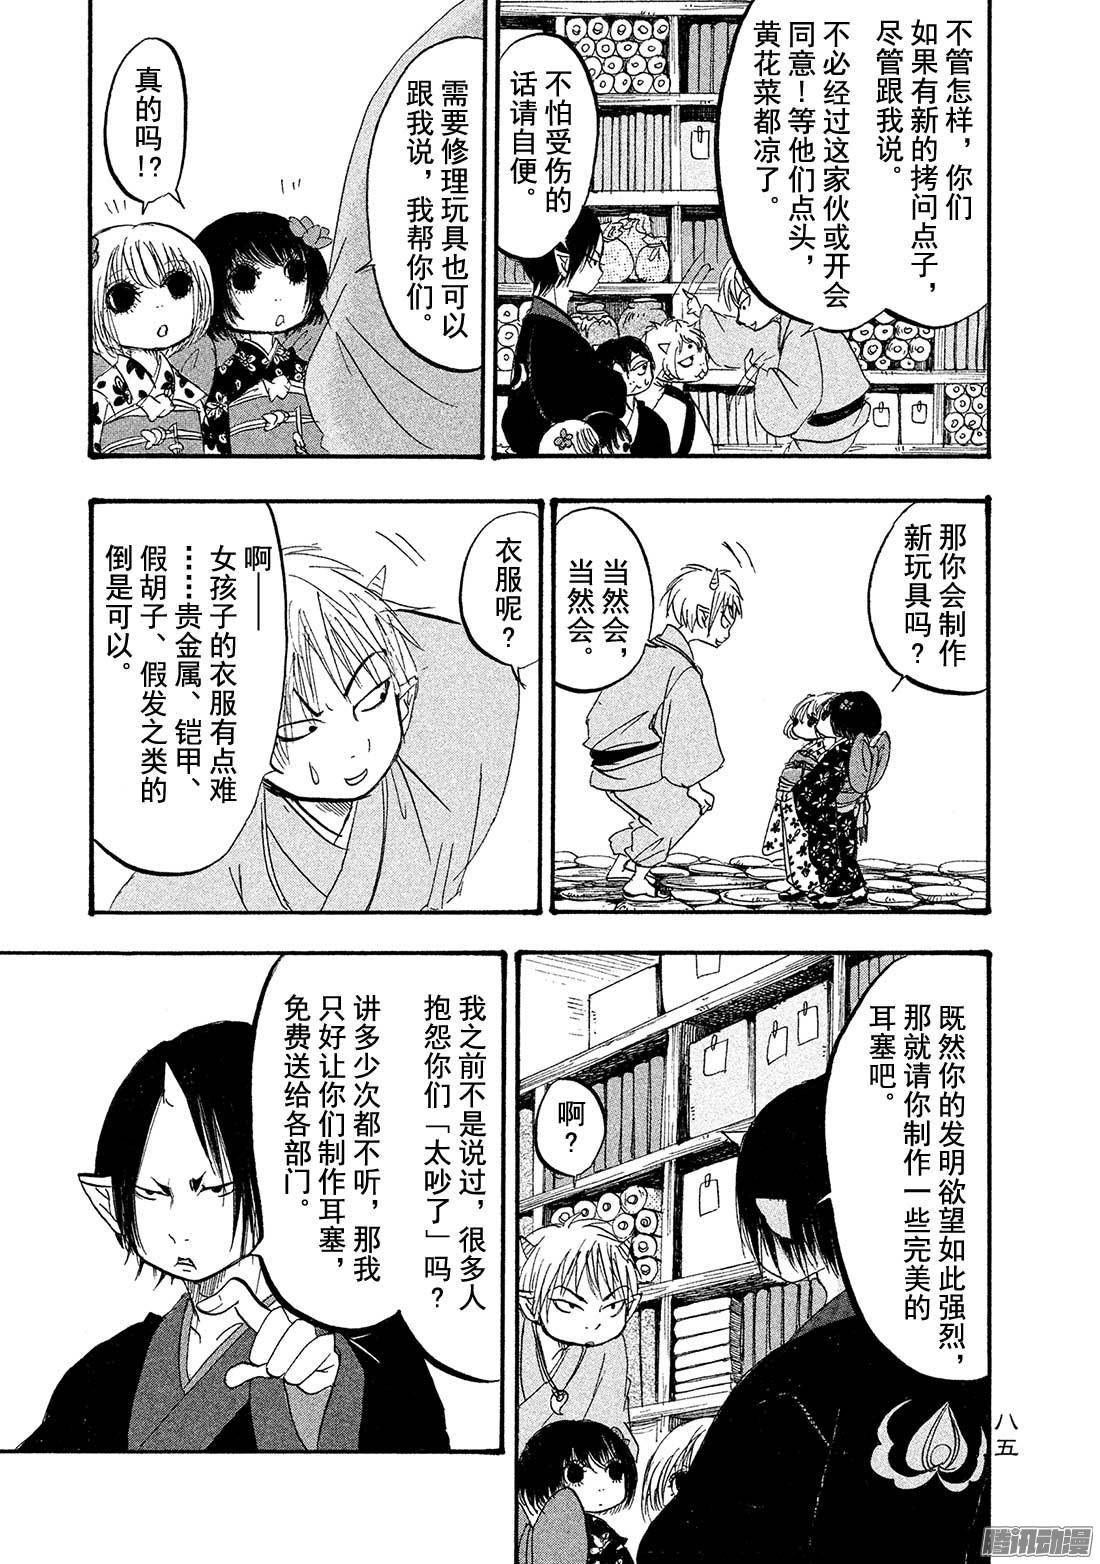 不管怎样，你们
如果有新的拷问点子，
尽管跟我说。
不必经过这家伙或开会
同意！等他们点头，
黄花菜都凉了。
不怕受伤的
话请自便。
需要修理玩具也可以
跟我说，我帮你们。
真的吗!?
那你会制作
新玩具吗？
当然会，
当然会。
衣服呢？
啊——
女孩子的衣服有点难
……贵金属、铠甲、
假胡子、假发之类的
倒是可以。
既然你的发明欲望如此强烈，
那就请你制作一些完美的
耳塞吧。
啊？
我之前不是说过，很多人
抱怨你们「太吵了」吗？
讲多少次都不听，那我
只好让你们制作耳塞，
免费送给各部门。
八五
腾讯动漫